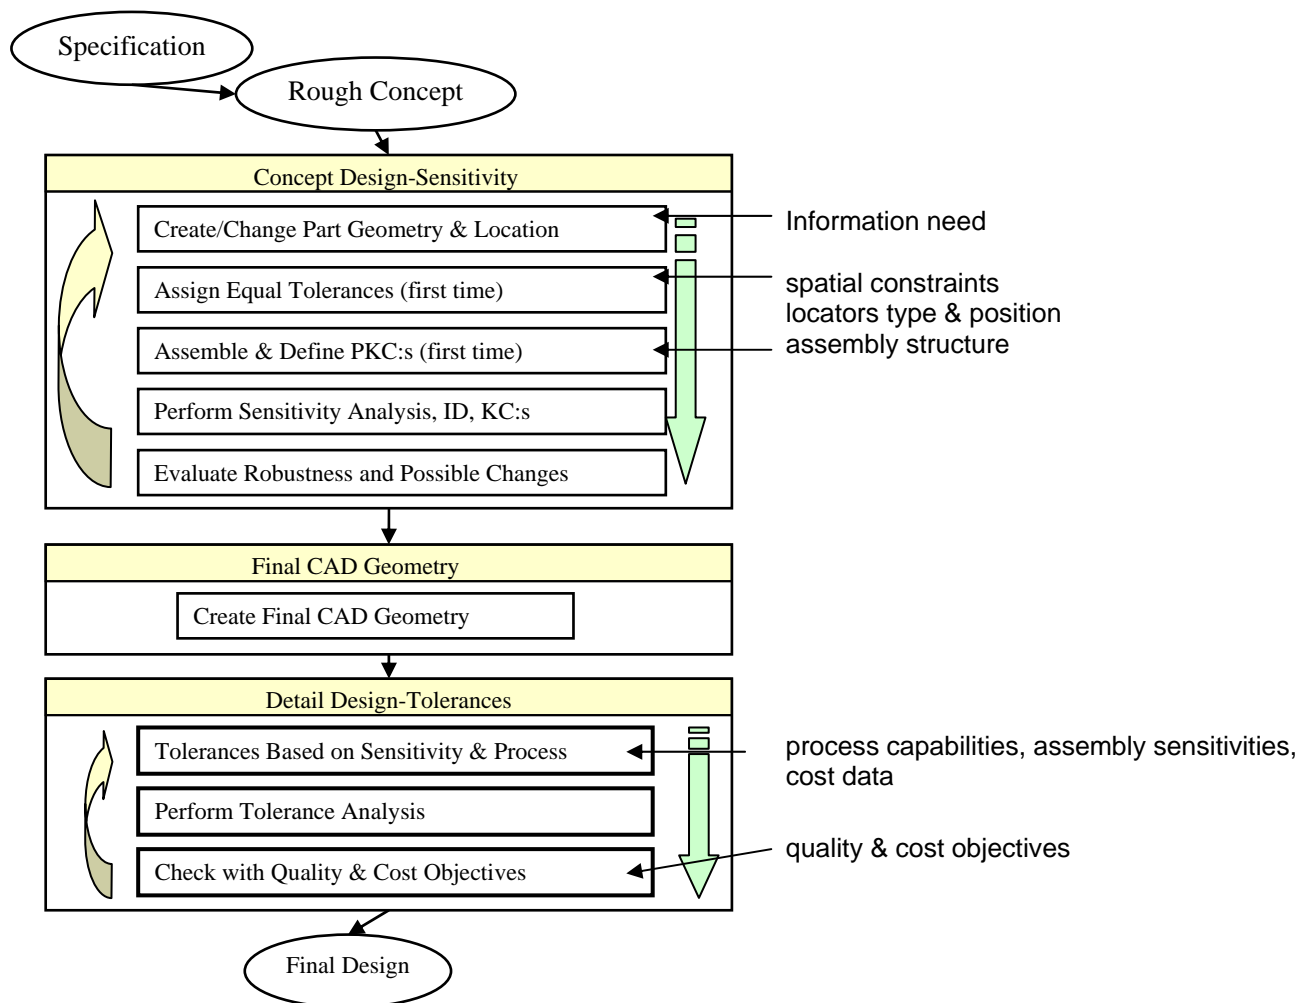 Specification
Rough Concept
Concept Design-Sensitivity
Create/Change Part Geometry & Location
Information need
Assign Equal Tolerances (first time)
spatial constraints
locators type & position
Assemble & Define PKC:s (first time)
assembly structure
Perform Sensitivity Analysis, ID, KC:s
Evaluate Robustness and Possible Changes
Final CAD Geometry
Create Final CAD Geometry
Detail Design-Tolerances
Tolerances Based on Sensitivity & Process
process capabilities, assembly sensitivities,
cost data
Perform Tolerance Analysis
Check with Quality & Cost Objectives
quality & cost objectives
Final Design